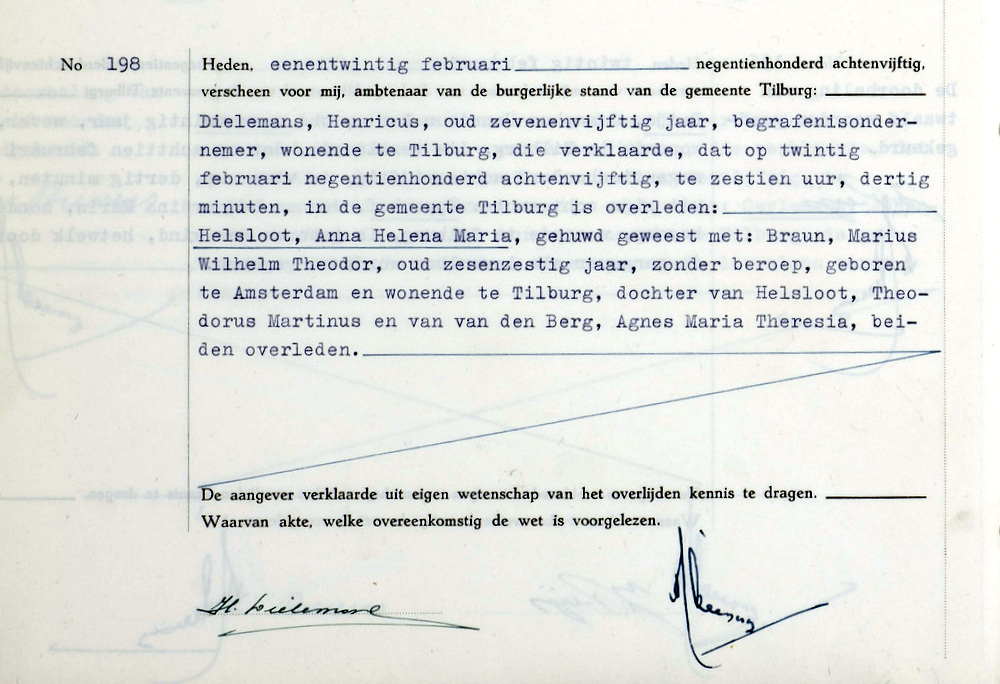 No 198 Heden, eenentwintig februari negentienhonderd achtenvijftig,
verscheen voor mij, ambtenaar van de burgerlijke stand van de gemeente Tilburg:
Dielemans, Henricus, oud zevenenvijftig jaar, begrafenisonder-
nemer, wonende te Tilburg, die verklaarde, dat op twintig
februari negentienhonderd achtenvijftig, te zestien uur, dertig
minuten, in de gemeente Tilburg is overleden:
Helsloot, Anna Helena Maria, gehuwd geweest met: Braun, Marius
Wilhelm Theodor, oud zesenzestig jaar, zonder beroep, geboren
te Amsterdam en wonende te Tilburg, dochter van Helsloot, Theo-
dorus Martinus en van van den Berg, Agnes Maria Theresia, bei-
den overleden.
De aangever verklaarde uit eigen wetenschap van het overlijden kennis te dragen.
Waarvan akte, welke overeenkomstig de wet is voorgelezen.
H. Dielemans